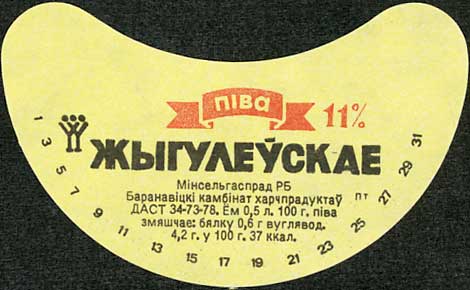 піва
11%
ЖЫГУЛЕЎСКАЕ
Мінсельгаспрад РБ
Баранавіцкі камбінат харчпрадуктаў
ДАСТ 34-73-78. Ём 0,5 л. 100 г. піва
змяшчае: бялку 0,6 г вуглявод.
4,2 г. у 100 г. 37 ккал.
1 3 5 7 9 11 13 15 17 19 21 23 25 пт 27 29 31